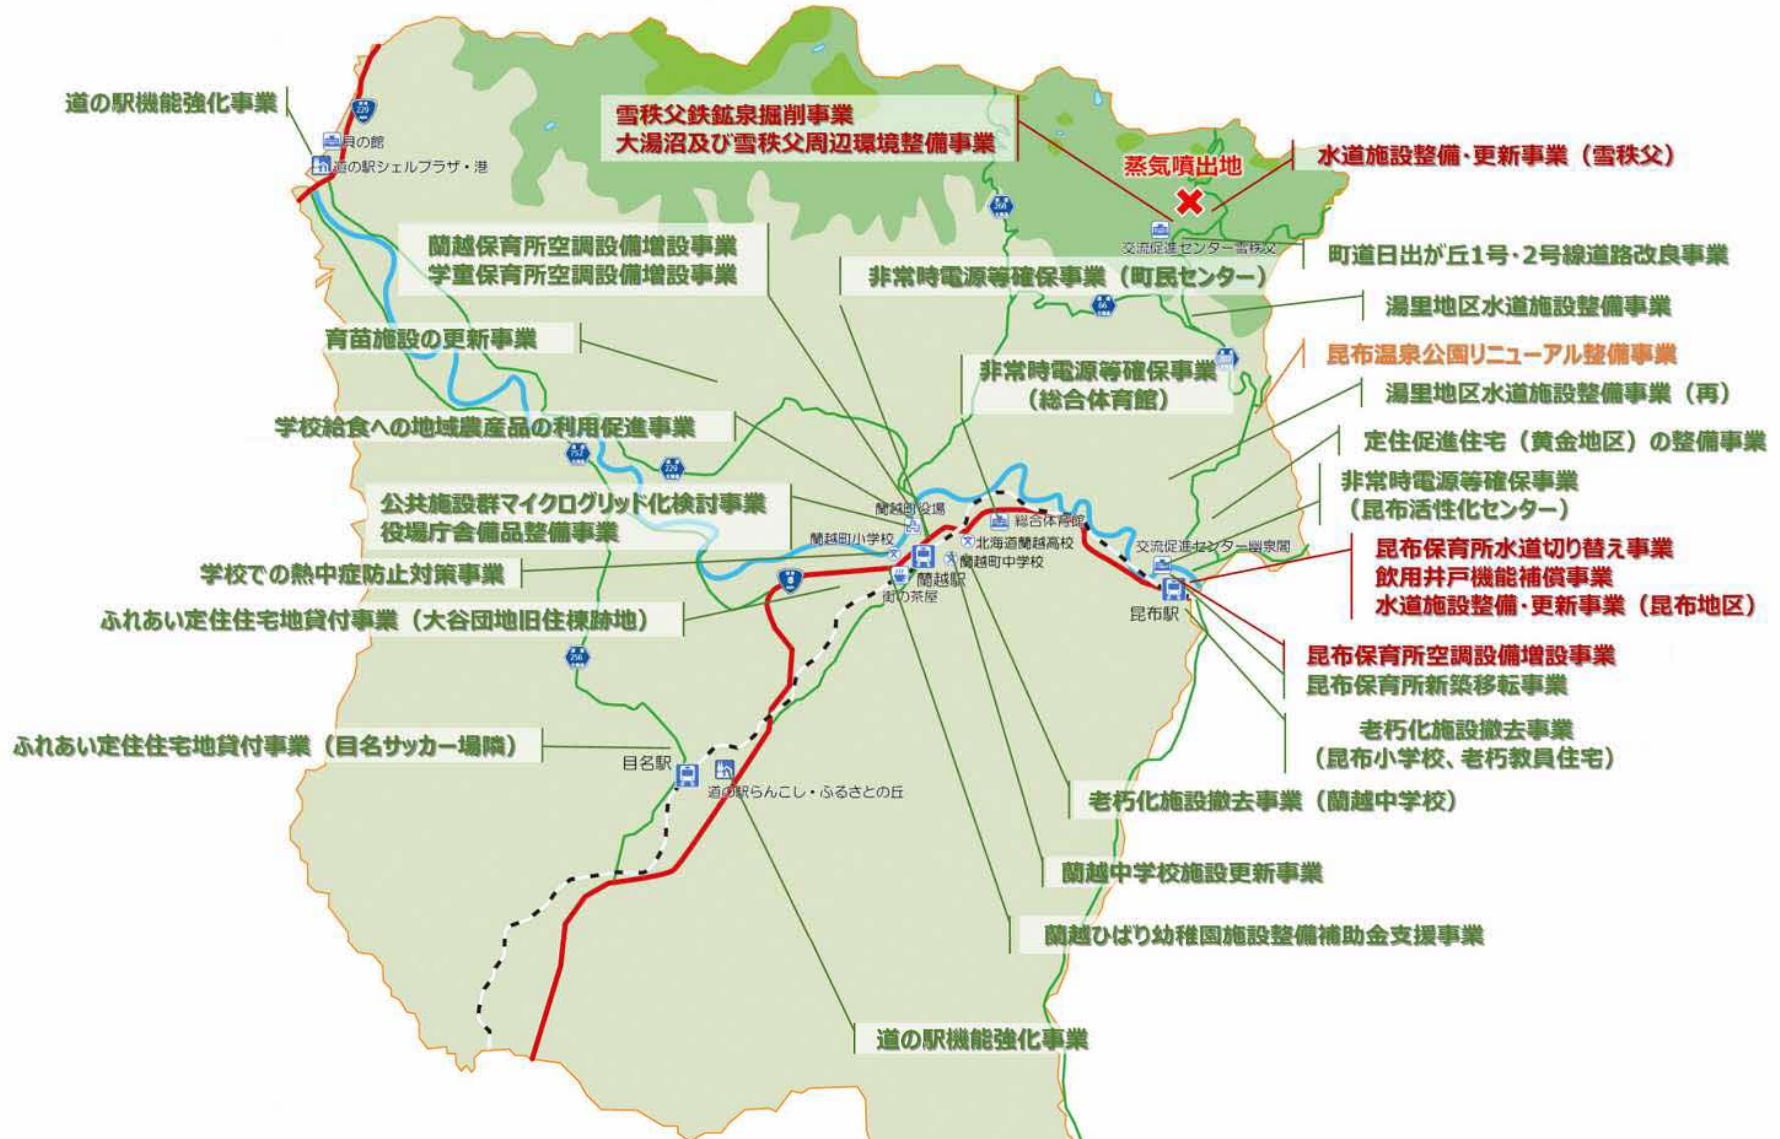 道の駅機能強化事業
229
貝の館
道の駅シェルプラザ・港
雪秩父鉄鉱泉掘削事業
大湯沼及び雪秩父周辺環境整備事業
蒸気噴出地
水道施設整備・更新事業（雪秩父）
268
交流促進センター雪秩父
町道日出が丘1号・2号線道路改良事業
蘭越保育所空調設備増設事業
学童保育所空調設備増設事業
非常時電源等確保事業（町民センター）
66
湯里地区水道施設整備事業
育苗施設の更新事業
昆布温泉公園リニューアル整備事業
非常時電源等確保事業
（総合体育館）
湯里地区水道施設整備事業（再）
学校給食への地域農産品の利用促進事業
定住促進住宅（黄金地区）の整備事業
752
229
非常時電源等確保事業
（昆布活性化センター）
公共施設群マイクログリッド化検討事業
役場庁舎備品整備事業
蘭越町役場
総合体育館
蘭越町小学校
北海道蘭越高校
蘭越町中学校
交流促進センター幽泉閣
昆布保育所水道切り替え事業
飲用井戸機能補償事業
水道施設整備・更新事業（昆布地区）
学校での熱中症防止対策事業
蘭越駅
街の茶屋
昆布駅
ふれあい定住住宅地貸付事業（大谷団地旧住棟跡地）
256
昆布保育所空調設備増設事業
昆布保育所新築移転事業
老朽化施設撤去事業
（昆布小学校、老朽教員住宅）
ふれあい定住住宅地貸付事業（目名サッカー場隣）
目名駅
道の駅らんこし・ふるさとの丘
老朽化施設撤去事業（蘭越中学校）
蘭越中学校施設更新事業
蘭越ひばり幼稚園施設整備補助金支援事業
道の駅機能強化事業